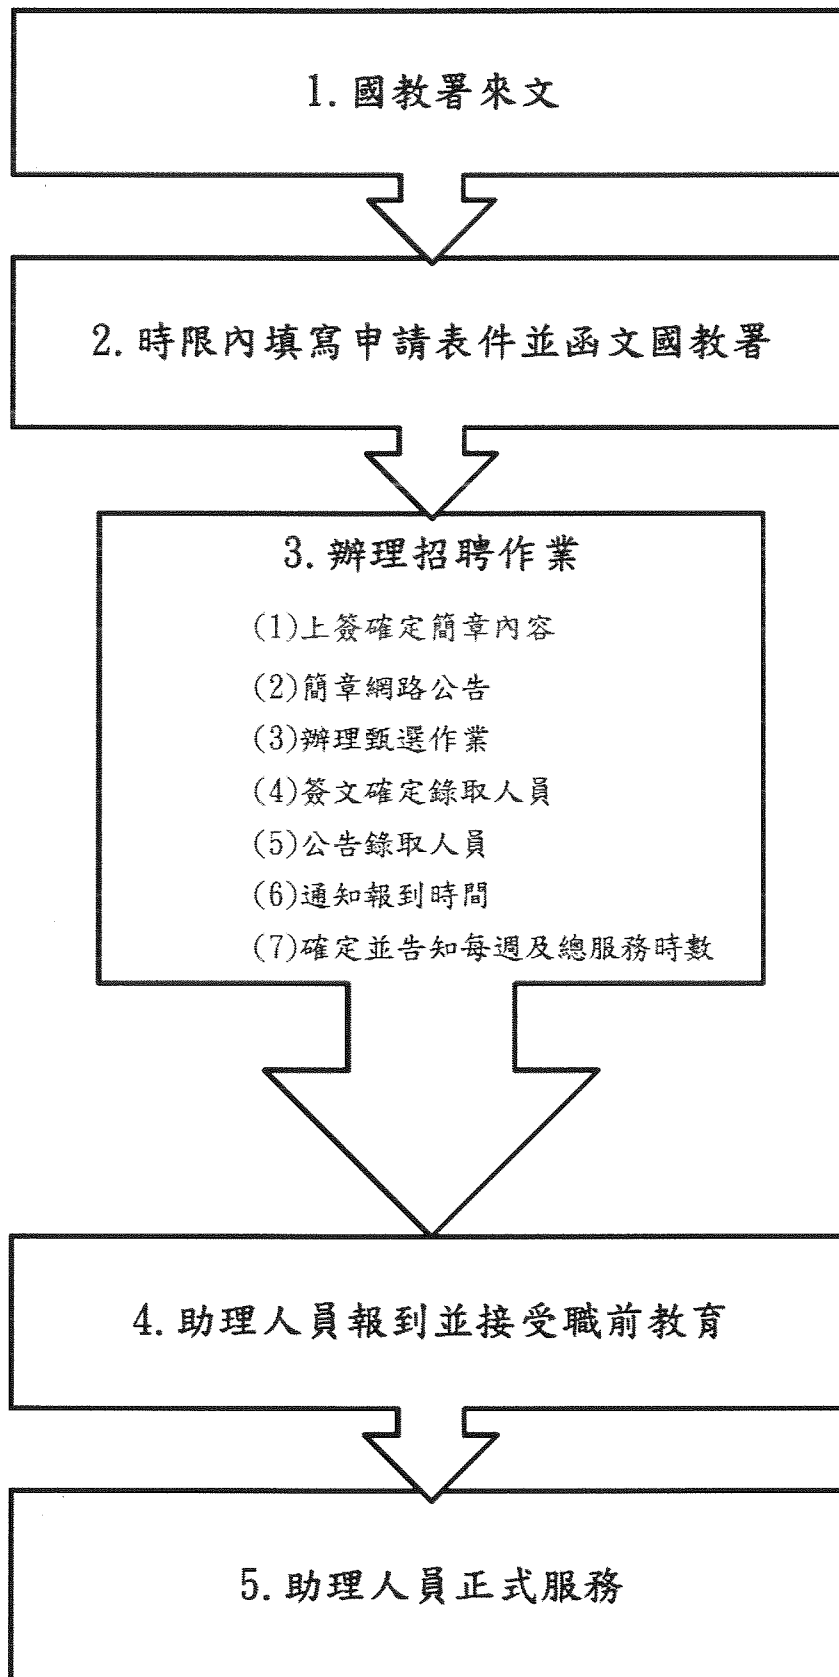 1.國教署來文
2.時限內填寫申請表件並函文國教署
3.辦理招聘作業
(1)上簽確定簡章內容
(2)簡章網路公告
(3)辦理甄選作業
(4)簽文確定錄取人員
(5)公告錄取人員
(6)通知報到時間
(7)確定並告知每週及總服務時數
4.助理人員報到並接受職前教育
5.助理人員正式服務